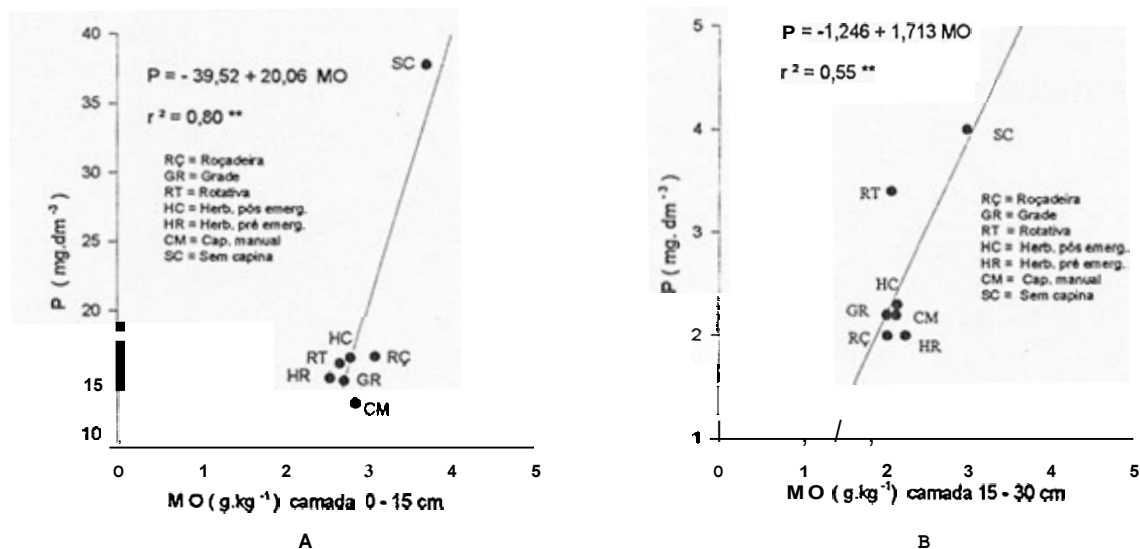 40
35
30
25
20
15
10
P ( mg.dm⁻³ )
P = - 39,52 + 20,06 MO
r ² = 0,80 **
RÇ = Roçadeira
GR = Grade
RT = Rotativa
HC = Herb. pós emerg.
HR = Herb. pré emerg.
CM = Cap. manual
SC = Sem capina
SC
HC
RT
RÇ
HR
GR
CM
0 1 2 3 4 5
MO ( g.kg⁻¹ ) camada 0 - 15 cm
A
5
4
3
2
1
P ( mg. dm⁻³ )
P = -1,246 + 1,713 MO
r ² = 0,55 **
SC
RT
RÇ = Roçadeira
GR = Grade
RT = Rotativa
HC = Herb. pós emerg.
HR = Herb. pré emerg.
CM = Cap. manual
SC = Sem capina
HC
GR
CM
RÇ
HR
0 2 3 4 5
MO ( g.kg⁻¹ ) camada 15 - 30 cm
B